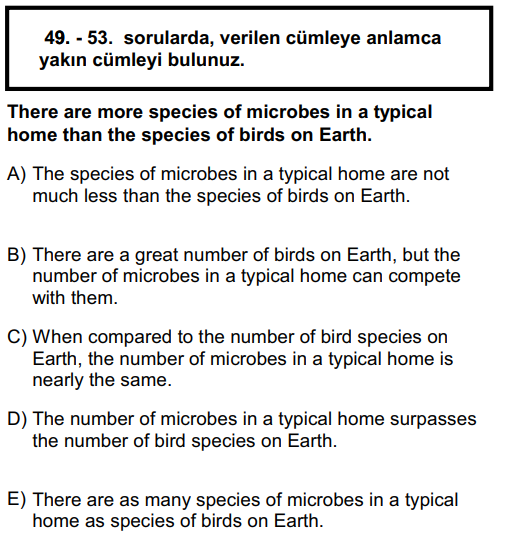 49. - 53. sorularda, verilen cümleye anlamca
yakın cümleyi bulunuz.
There are more species of microbes in a typical
home than the species of birds on Earth.
A) The species of microbes in a typical home are not
much less than the species of birds on Earth.
B) There are a great number of birds on Earth, but the
number of microbes in a typical home can compete
with them.
C) When compared to the number of bird species on
Earth, the number of microbes in a typical home is
nearly the same.
D) The number of microbes in a typical home surpasses
the number of bird species on Earth.
E) There are as many species of microbes in a typical
home as species of birds on Earth.